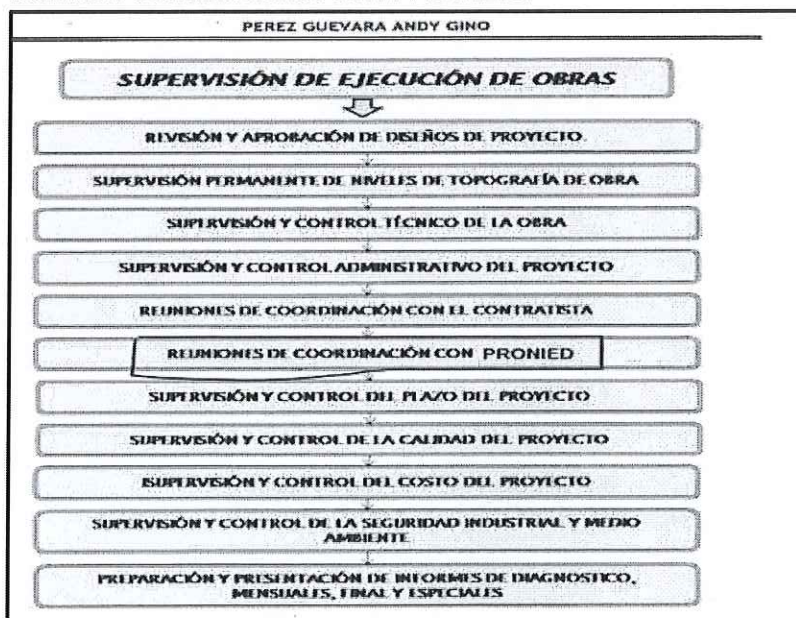 PEREZ GUEVARA ANDY GINO
SUPERVISIÓN DE EJECUCIÓN DE OBRAS
REVISIÓN Y APROBACIÓN DE DISEÑOS DE PROYECTO.
SUPERVISIÓN PERMANENTE DE NIVELES DE TOPOGRAFÍA DE OBRA
SUPERVISIÓN Y CONTROL TÉCNICO DE LA OBRA
SUPERVISIÓN Y CONTROL ADMINISTRATIVO DEL PROYECTO
REUNIONES DE COORDINACIÓN CON EL CONTRATISTA
REUNIONES DE COORDINACIÓN CON PRONIED
SUPERVISIÓN Y CONTROL DEL PLAZO DEL PROYECTO
SUPERVISIÓN Y CONTROL DE LA CALIDAD DEL PROYECTO
ISUPERVISIÓN Y CONTROL DEL COSTO DEL PROYECTO
SUPERVISIÓN Y CONTROL DE LA SEGURIDAD INDUSTRIAL Y MEDIO
AMBIENTE
PREPARACIÓN Y PRESENTACIÓN DE INFORMES DE DIAGNOSTICO,
MENSUALES, FINAL Y ESPECIALES